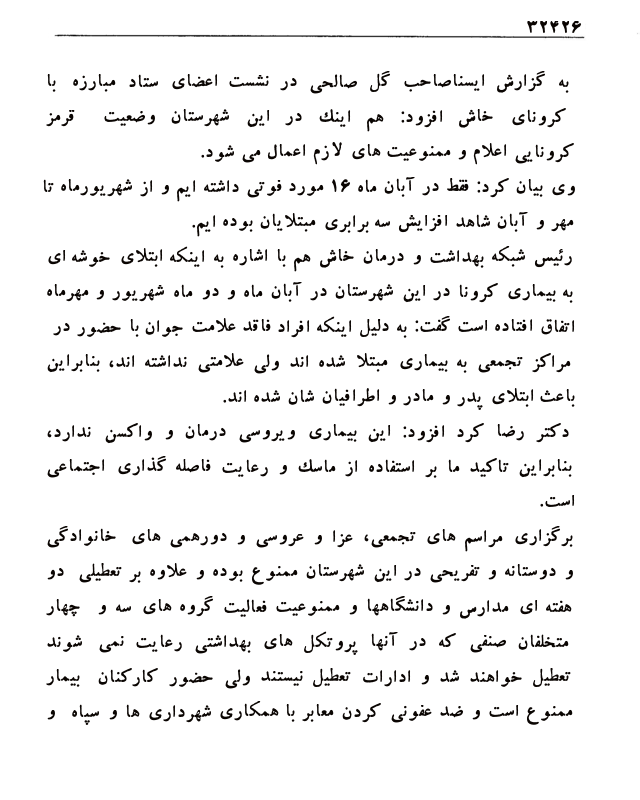 ۳۲۴۲۶
به گزارش ایسناصاحب گل صالحی در نشست اعضای ستاد مبارزه با
کرونای خاش افزود: هم اینك در این شهرستان وضعیت قرمز
کرونایی اعلام و ممنوعیت های لازم اعمال می شود.
وی بیان کرد: فقط در آبان ماه ۱۶ مورد فوتی داشته ایم و از شهریورماه تا
مهر و آبان شاهد افزایش سه برابری مبتلایان بوده ایم.
رئیس شبکه بهداشت و درمان خاش هم با اشاره به اینکه ابتلای خوشه ای
به بیماری کرونا در این شهرستان در آبان ماه و دو ماه شهریور و مهرماه
اتفاق افتاده است گفت: به دلیل اینکه افراد فاقد علامت جوان با حضور در
مراکز تجمعی به بیماری مبتلا شده اند ولی علامتی نداشته اند، بنابراین
باعث ابتلای پدر و مادر و اطرافیان شان شده اند.
دکتر رضا کرد افزود: این بیماری ویروسی درمان و واکسن ندارد،
بنابراین تاکید ما بر استفاده از ماسك و رعایت فاصله گذاری اجتماعی
است.
برگزاری مراسم های تجمعی، عزا و عروسی و دورهمی های خانوادگی
و دوستانه و تفریحی در این شهرستان ممنوع بوده و علاوه بر تعطیلی دو
هفته ای مدارس و دانشگاهها و ممنوعیت فعالیت گروه های سه و چهار
متخلفان صنفی که در آنها پروتکل های بهداشتی رعایت نمی شوند
تعطیل خواهند شد و ادارات تعطیل نیستند ولی حضور کارکنان بیمار
ممنوع است و ضد عفونی کردن معابر با همکاری شهرداری ها و سپاه و